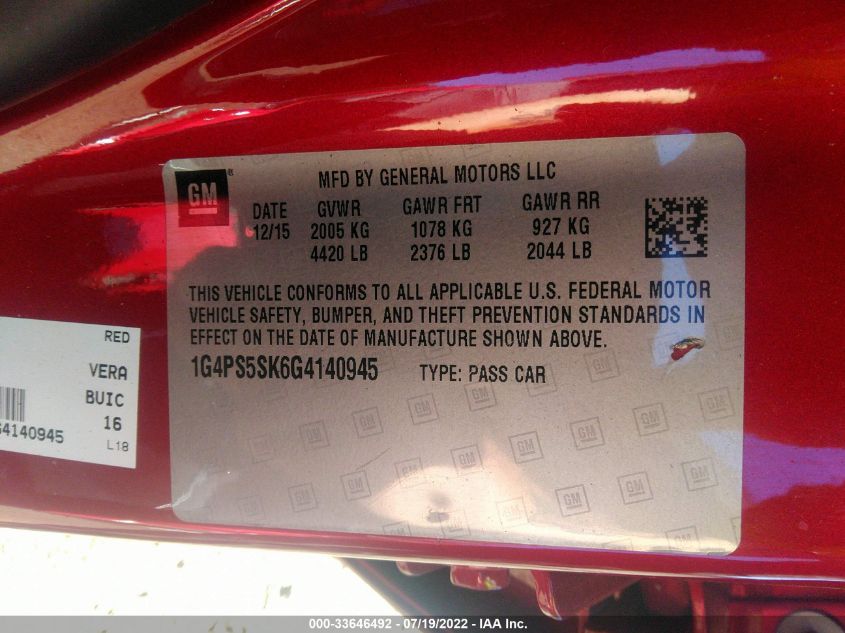 GM
®
MFD BY GENERAL MOTORS LLC
DATE GVWR GAWR FRT GAWR RR
12/15 2005 KG 1078 KG 927 KG
4420 LB 2376 LB 2044 LB
THIS VEHICLE CONFORMS TO ALL APPLICABLE U.S. FEDERAL MOTOR
VEHICLE SAFETY, BUMPER, AND THEFT PREVENTION STANDARDS IN
EFFECT ON THE DATE OF MANUFACTURE SHOWN ABOVE.
1G4PS5SK6G4140945 TYPE: PASS CAR
RED
VERA
BUIC
16
G4140945
L18
000-33646492 - 07/19/2022 - IAA Inc.